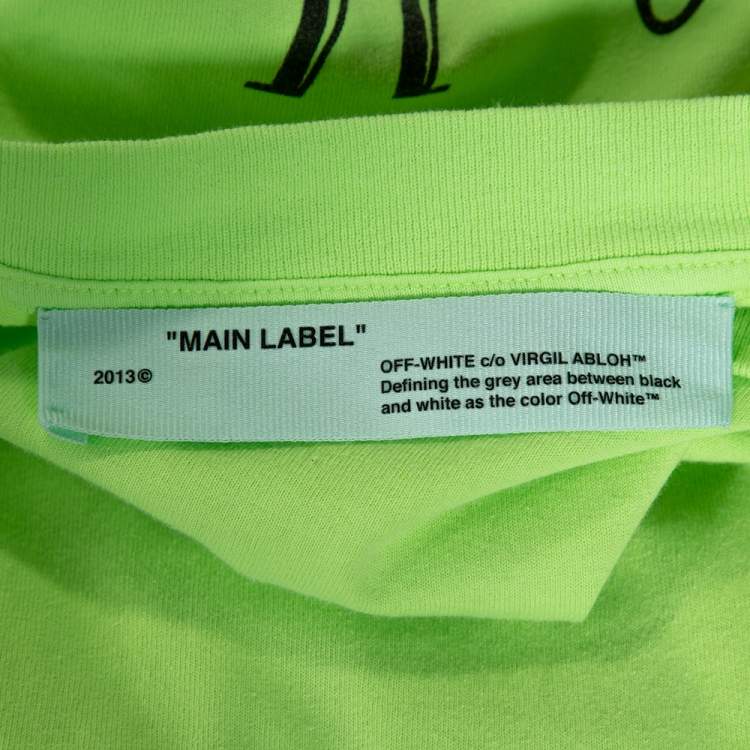 "MAIN LABEL"
2013©
OFF-WHITE c/o VIRGIL ABLOH™
Defining the grey area between black
and white as the color Off-White™